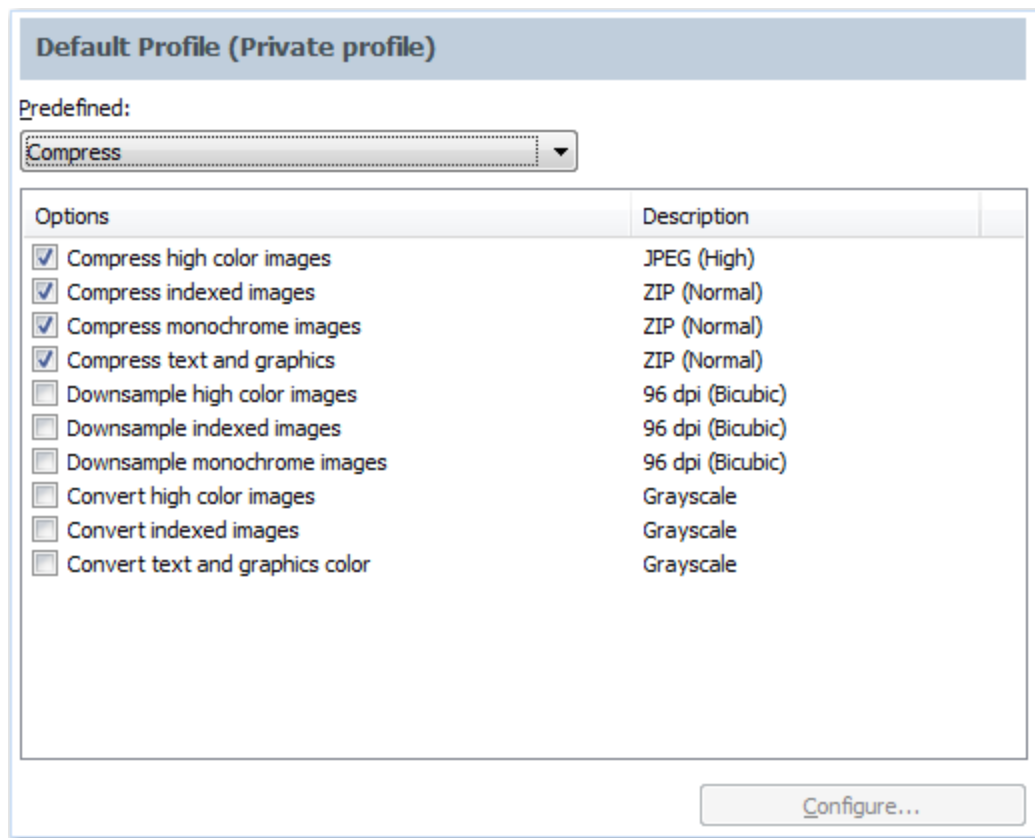 Default Profile (Private profile)
Predefined:
Compress
Options Description
Compress high color images JPEG (High)
Compress indexed images ZIP (Normal)
Compress monochrome images ZIP (Normal)
Compress text and graphics ZIP (Normal)
Downsample high color images 96 dpi (Bicubic)
Downsample indexed images 96 dpi (Bicubic)
Downsample monochrome images 96 dpi (Bicubic)
Convert high color images Grayscale
Convert indexed images Grayscale
Convert text and graphics color Grayscale
Configure...